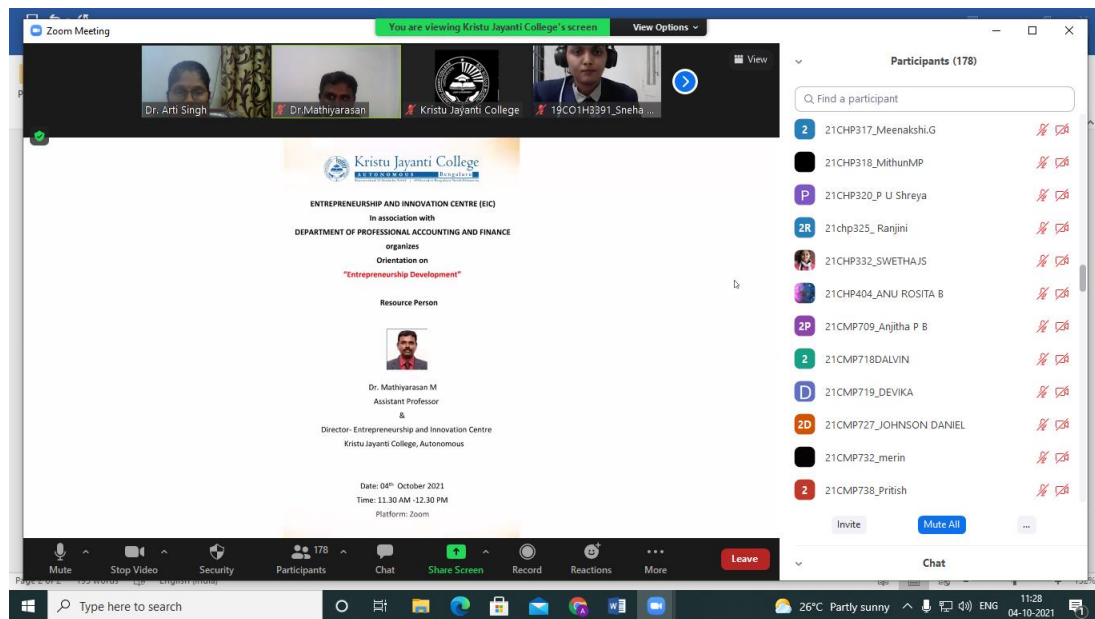 Zoom Meeting
You are viewing Kristu Jayanti College's screen
View Options
View
Dr. Arti Singh
Dr.Mathiyarasan
Kristu Jayanti College
19CO1H3391_Sneha ...
Kristu Jayanti College
AUTONOMOUS Bengaluru
ENTREPRENEURSHIP AND INNOVATION CENTRE (EIC)
In association with
DEPARTMENT OF PROFESSIONAL ACCOUNTING AND FINANCE
organizes
Orientation on
"Entrepreneurship Development"
Resource Person
Dr. Mathiyarasan M
Assistant Professor
&
Director- Entrepreneurship and Innovation Centre
Kristu Jayanti College, Autonomous
Date: 04th October 2021
Time: 11.30 AM -12.30 PM
Platform: Zoom
Participants (178)
Find a participant
2 21CHP317_Meenakshi.G
21CHP318_MithunMP
P 21CHP320_P U Shreya
2R 21chp325_ Ranjini
21CHP332_SWETHAJS
21CHP404_ANU ROSITA B
2P 21CMP709_Anjitha P B
2 21CMP718DALVIN
D 21CMP719_DEVIKA
2D 21CMP727_JOHNSON DANIEL
21CMP732_merin
2 21CMP738_Pritish
Invite
Mute All
...
Chat
Mute
Stop Video
Security
178
Participants
Chat
Share Screen
Record
Reactions
More
Leave
Type here to search
26°C Partly sunny
ENG
11:28
04-10-2021